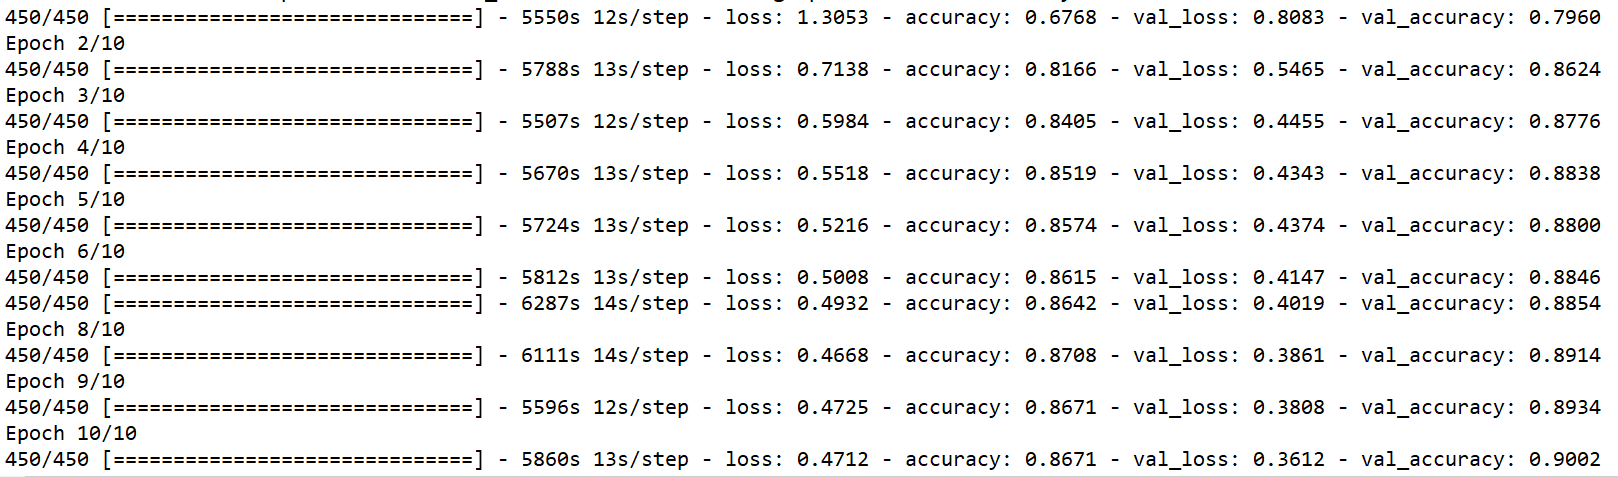 450/450 [==============================] - 5550s 12s/step - loss: 1.3053 - accuracy: 0.6768 - val_loss: 0.8083 - val_accuracy: 0.7960
Epoch 2/10
450/450 [==============================] - 5788s 13s/step - loss: 0.7138 - accuracy: 0.8166 - val_loss: 0.5465 - val_accuracy: 0.8624
Epoch 3/10
450/450 [==============================] - 5507s 12s/step - loss: 0.5984 - accuracy: 0.8405 - val_loss: 0.4455 - val_accuracy: 0.8776
Epoch 4/10
450/450 [==============================] - 5670s 13s/step - loss: 0.5518 - accuracy: 0.8519 - val_loss: 0.4343 - val_accuracy: 0.8838
Epoch 5/10
450/450 [==============================] - 5724s 13s/step - loss: 0.5216 - accuracy: 0.8574 - val_loss: 0.4374 - val_accuracy: 0.8800
Epoch 6/10
450/450 [==============================] - 5812s 13s/step - loss: 0.5008 - accuracy: 0.8615 - val_loss: 0.4147 - val_accuracy: 0.8846
450/450 [==============================] - 6287s 14s/step - loss: 0.4932 - accuracy: 0.8642 - val_loss: 0.4019 - val_accuracy: 0.8854
Epoch 8/10
450/450 [==============================] - 6111s 14s/step - loss: 0.4668 - accuracy: 0.8708 - val_loss: 0.3861 - val_accuracy: 0.8914
Epoch 9/10
450/450 [==============================] - 5596s 12s/step - loss: 0.4725 - accuracy: 0.8671 - val_loss: 0.3808 - val_accuracy: 0.8934
Epoch 10/10
450/450 [==============================] - 5860s 13s/step - loss: 0.4712 - accuracy: 0.8671 - val_loss: 0.3612 - val_accuracy: 0.9002